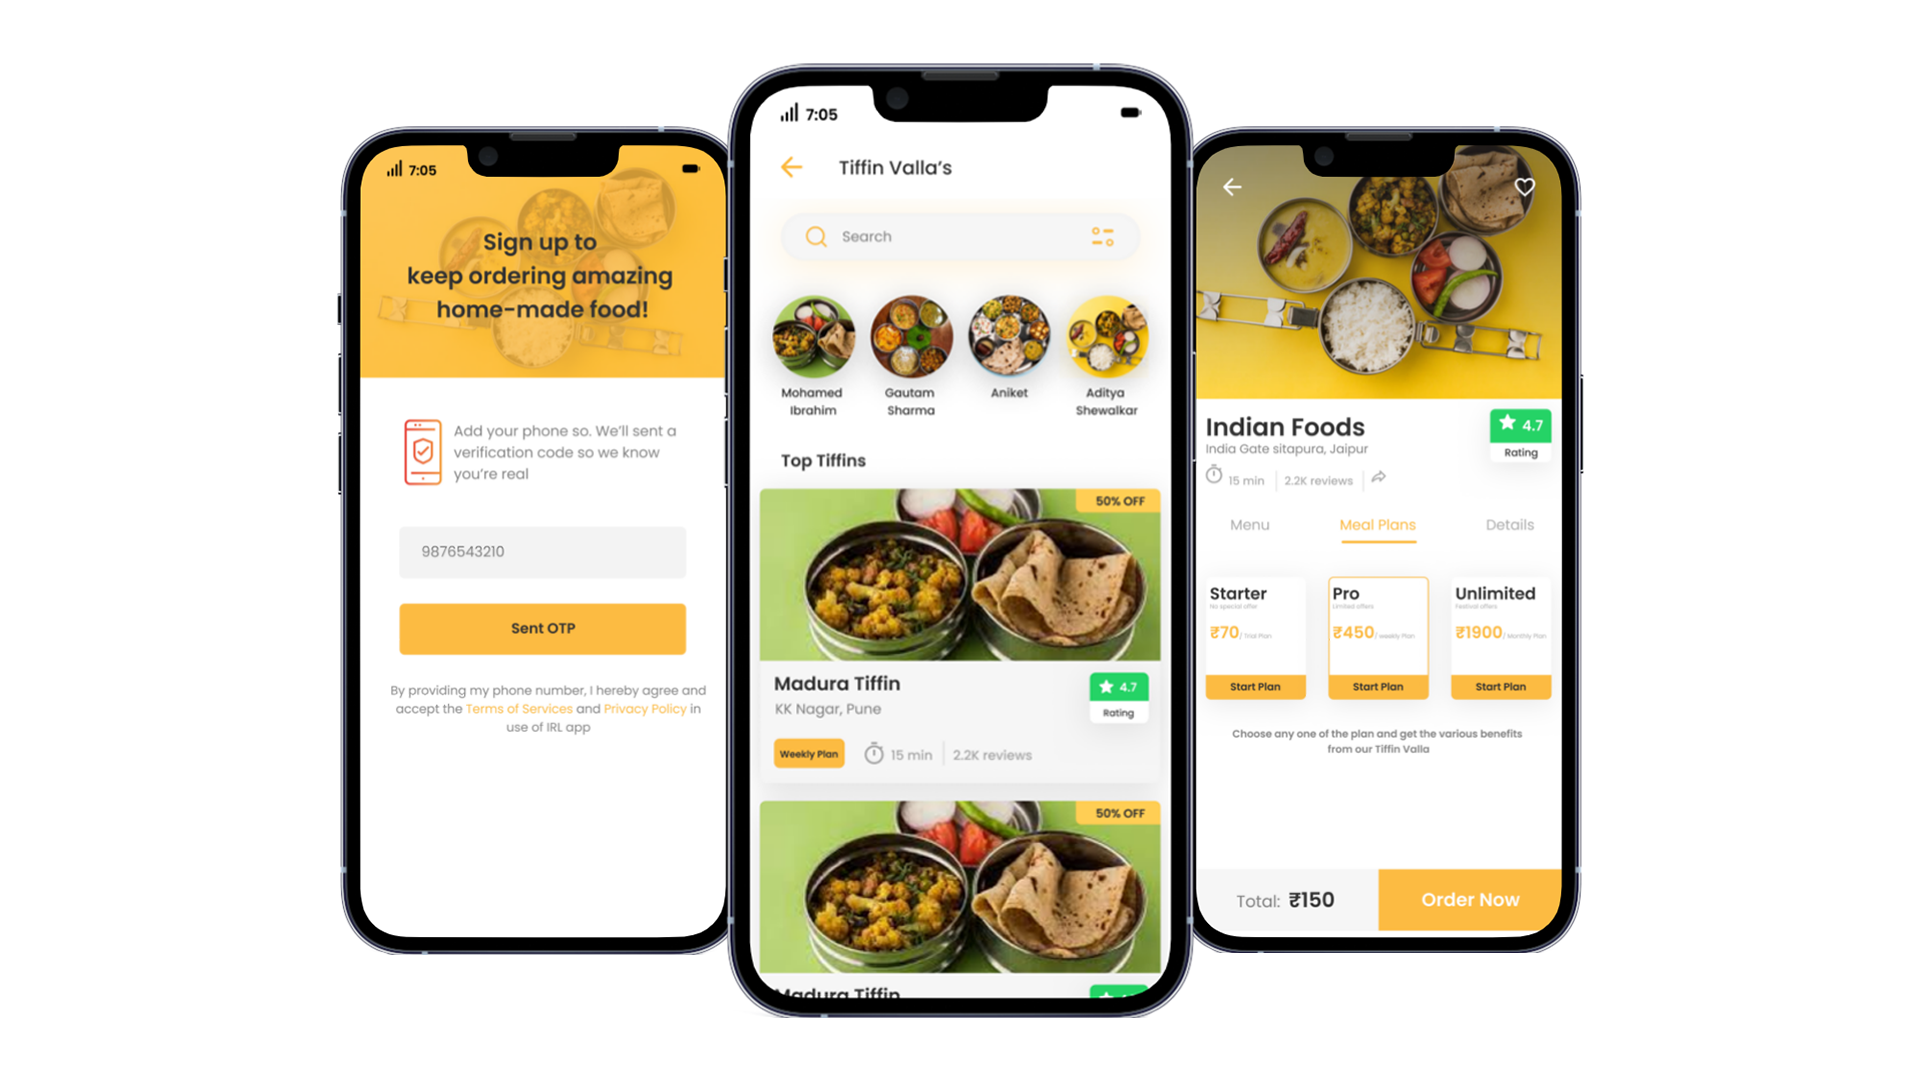 7:05
Sign up to
keep ordering amazing
home-made food!
Add your phone so. We'll sent a
verification code so we know
you're real
9876543210
Sent OTP
By providing my phone number, I hereby agree and
accept the Terms of Services and Privacy Policy in
use of IRL app
7:05
Tiffin Valla's
Search
Mohamed
Ibrahim
Gautam
Sharma
Aniket
Aditya
Shewalkar
Top Tiffins
50% OFF
Madura Tiffin
4.7
KK Nagar, Pune
Rating
Weekly Plan
15 min
2.2K reviews
50% OFF
Madura Tiffin
Indian Foods
4.7
India Gate sitapura, Jaipur
Rating
15 min
2.2K reviews
Menu
Meal Plans
Details
Starter
No special offer
₹70/ Trial Plan
Start Plan
Pro
Limited offers
₹450/ weekly Plan
Start Plan
Unlimited
Festival offers
₹1900/ Monthly Plan
Start Plan
Choose any one of the plan and get the various benefits
from our Tiffin Valla
Total: ₹150
Order Now